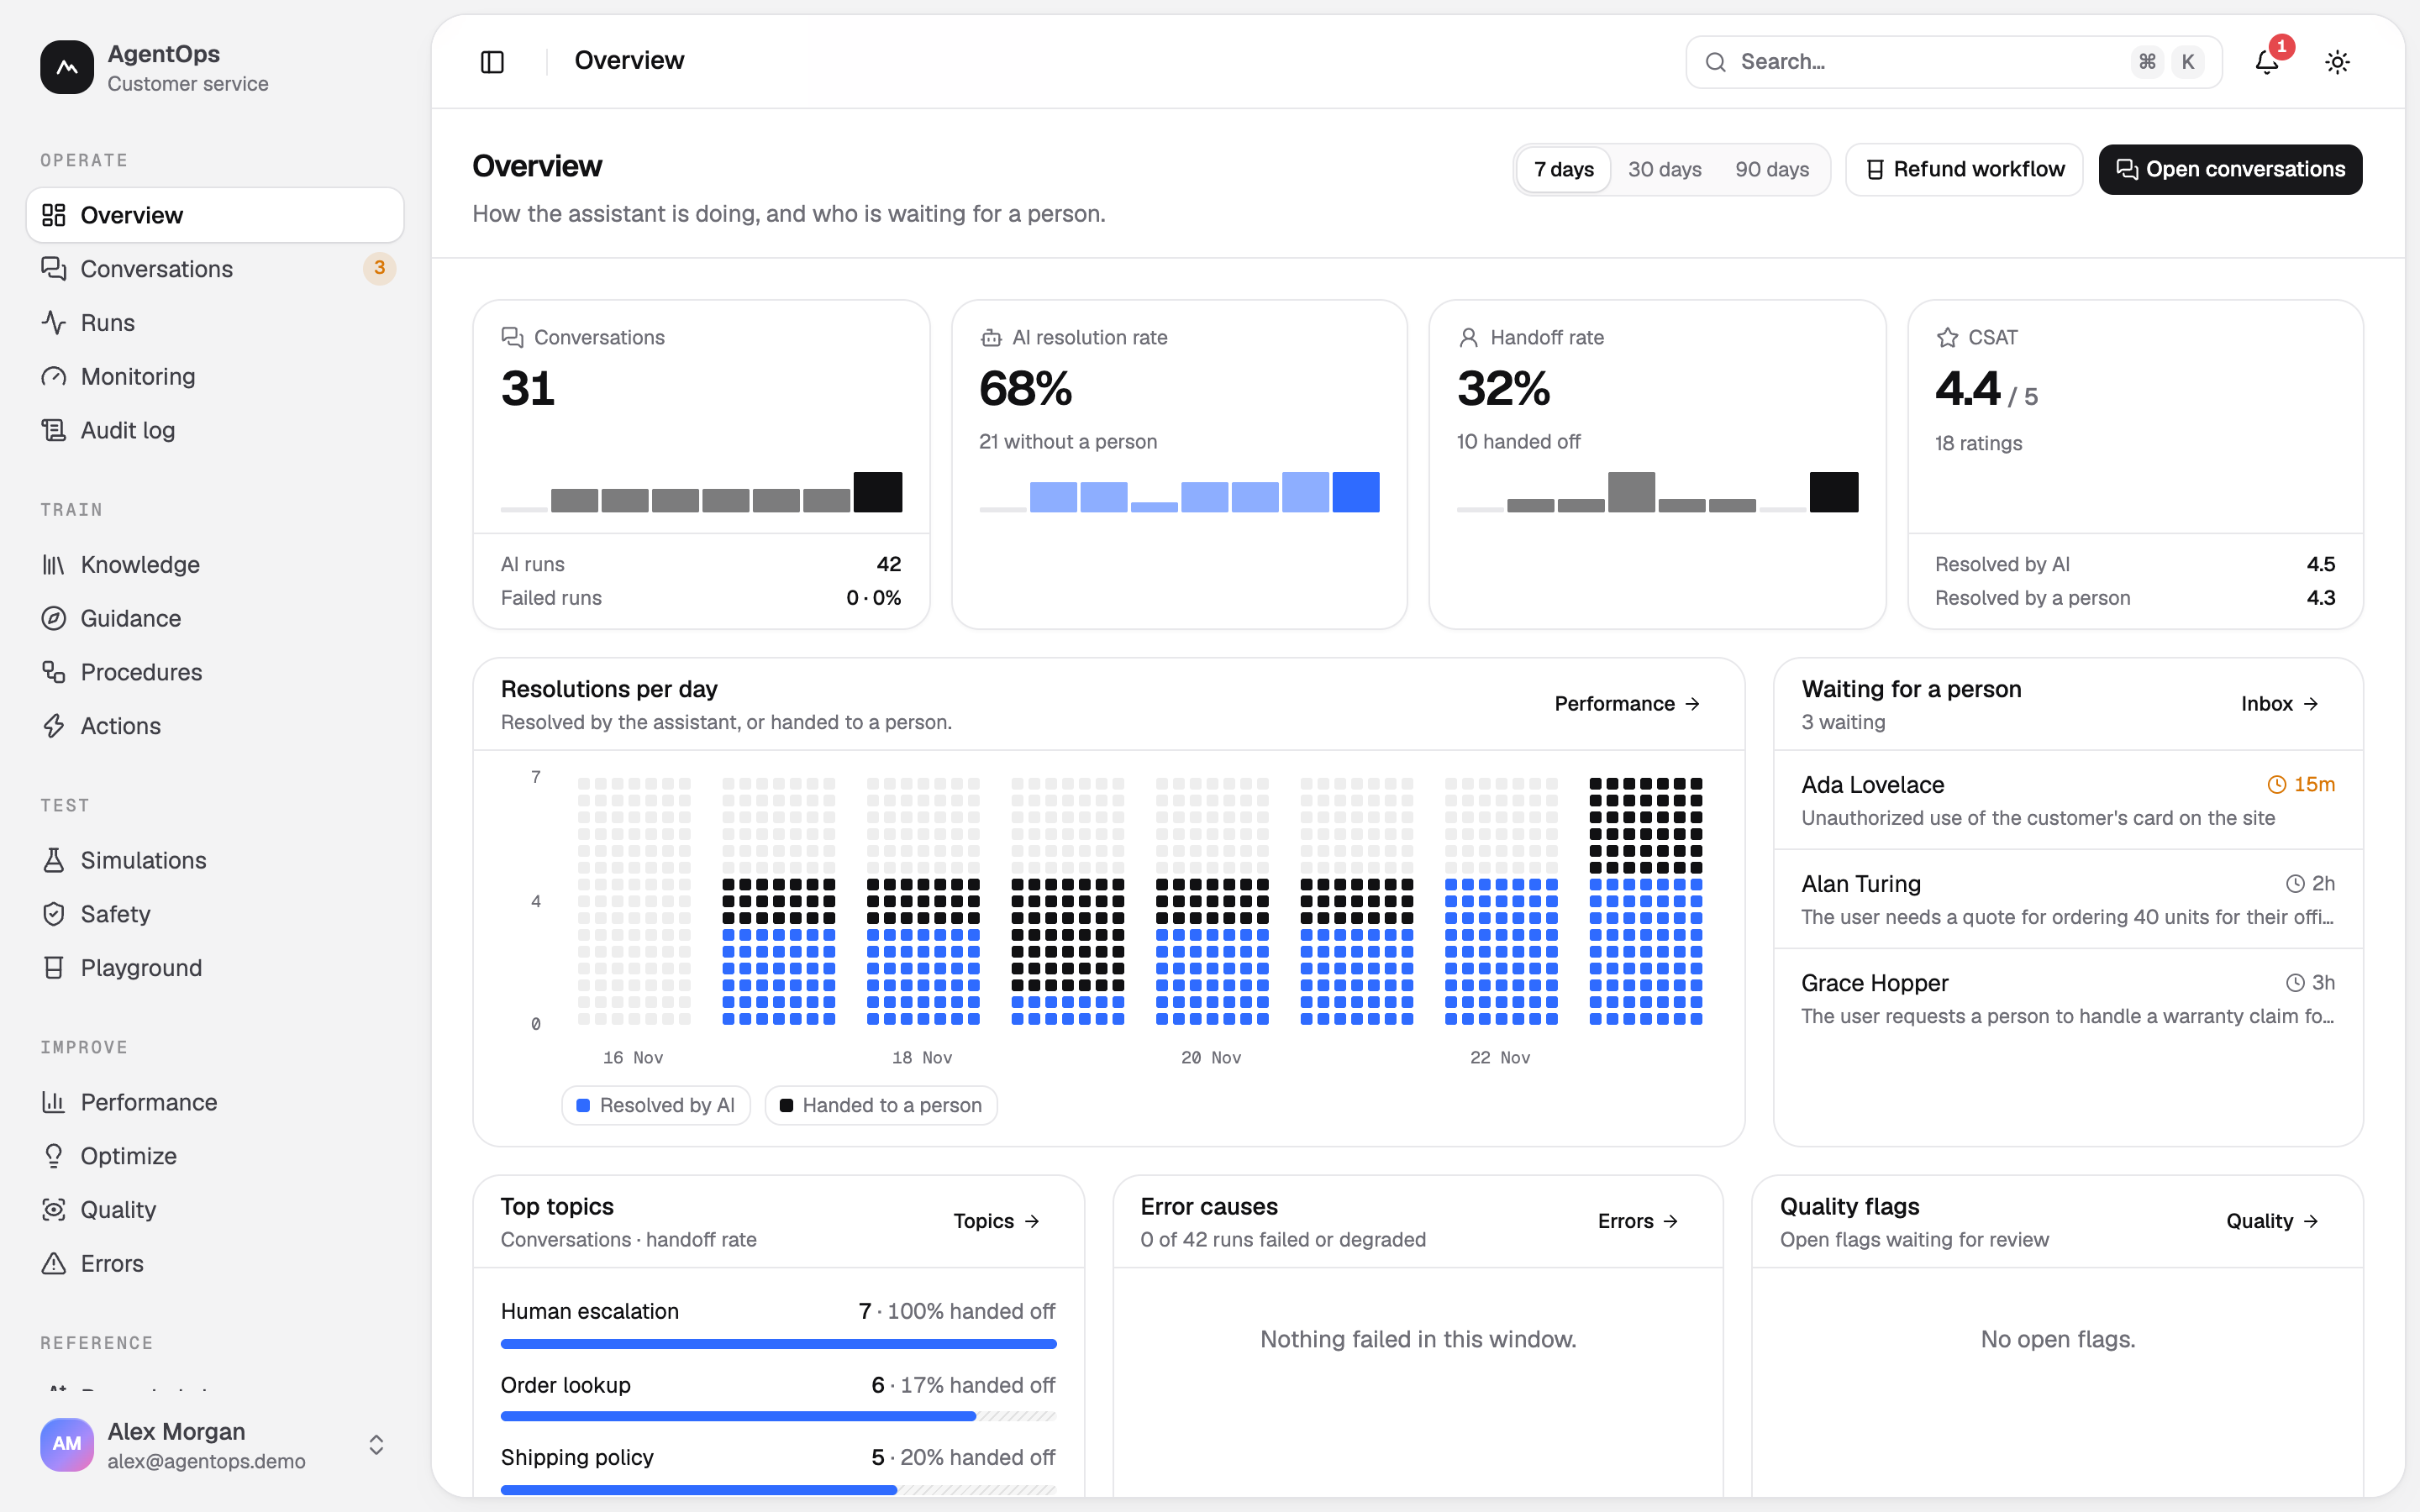 AgentOps
Customer service
OPERATE
Overview
Conversations 3
Runs
Monitoring
Audit log
TRAIN
Knowledge
Guidance
Procedures
Actions
TEST
Simulations
Safety
Playground
IMPROVE
Performance
Optimize
Quality
Errors
REFERENCE
AM
Alex Morgan
alex@agentops.demo
Overview
Search...
⌘ K
1
Overview
How the assistant is doing, and who is waiting for a person.
7 days 30 days 90 days
Refund workflow
Open conversations
Conversations
31
AI runs 42
Failed runs 0 · 0%
AI resolution rate
68%
21 without a person
Handoff rate
32%
10 handed off
CSAT
4.4 / 5
18 ratings
Resolved by AI 4.5
Resolved by a person 4.3
Resolutions per day
Resolved by the assistant, or handed to a person.
Performance →
7
4
0
16 Nov 18 Nov 20 Nov 22 Nov
Resolved by AI
Handed to a person
Waiting for a person
3 waiting
Inbox →
Ada Lovelace 15m
Unauthorized use of the customer's card on the site
Alan Turing 2h
The user needs a quote for ordering 40 units for their offi...
Grace Hopper 3h
The user requests a person to handle a warranty claim fo...
Top topics
Conversations · handoff rate
Topics →
Human escalation 7 · 100% handed off
Order lookup 6 · 17% handed off
Shipping policy 5 · 20% handed off
Error causes
0 of 42 runs failed or degraded
Errors →
Nothing failed in this window.
Quality flags
Open flags waiting for review
Quality →
No open flags.